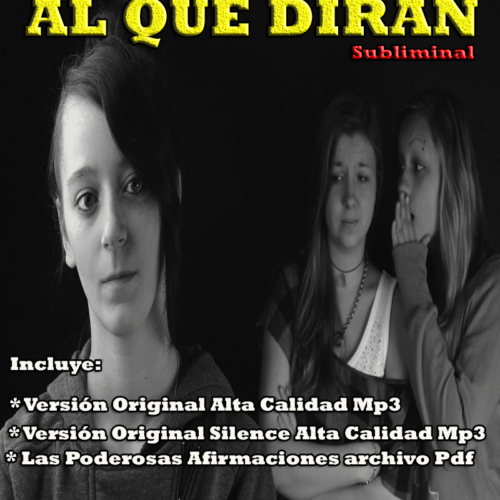 AL QUE DIRAN
Subliminal
Incluye:
* Versión Original Alta Calidad Mp3
* Versión Original Silence Alta Calidad Mp3
* Las Poderosas Afirmaciones archivo Pdf